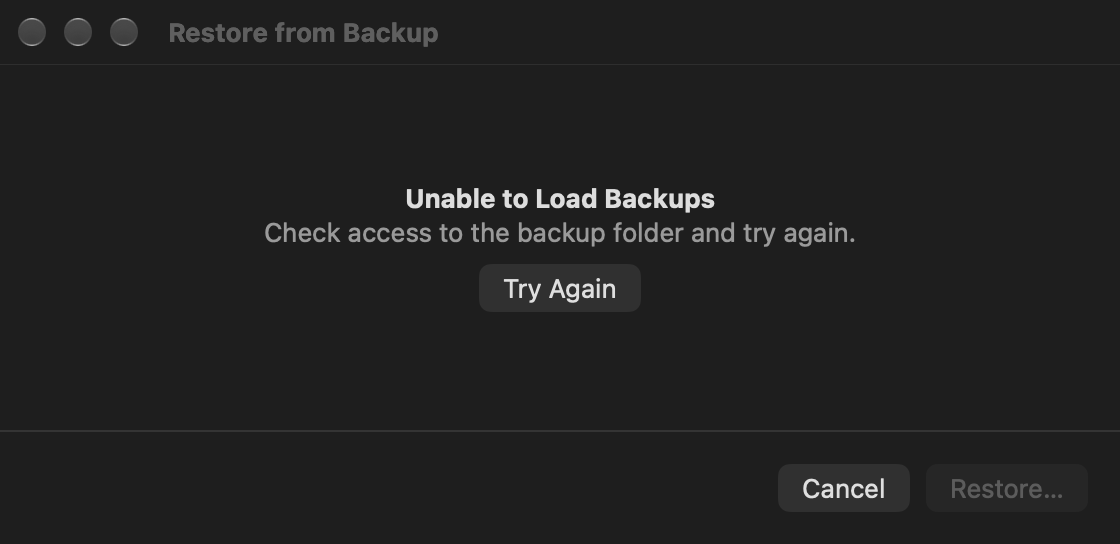 Restore from Backup
Unable to Load Backups
Check access to the backup folder and try again.
Try Again
Cancel
Restore...